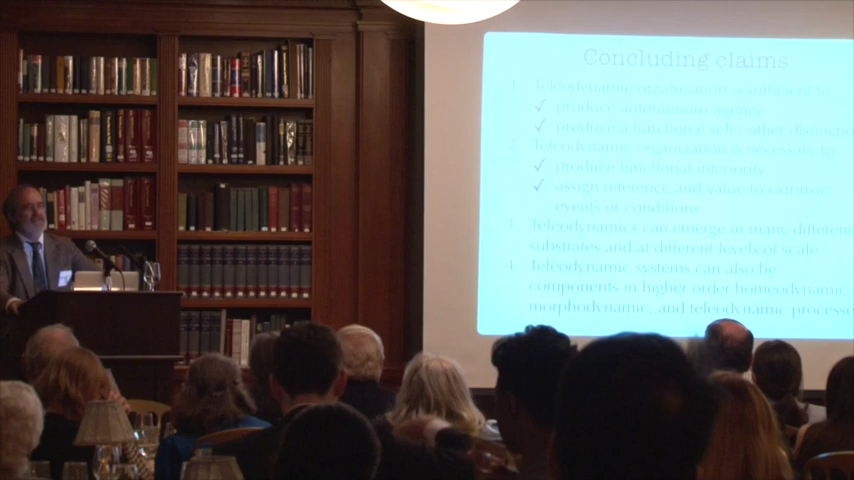 Concluding claims
1. Teleodynamic organization is sufficient to
✓ produce autonomous agency
✓ produce a functional self / other distinctio
2. Teleodynamic organization is necessary to
✓ produce functional interiority
✓ assign reference and value to extrinsic
events or conditions
3. Teleodynamics can emerge in many different
substrates and at different levels of scale.
4. Teleodynamic systems can also be
components in higher order homeodynamic
morphodynamic, and teleodynamic processe